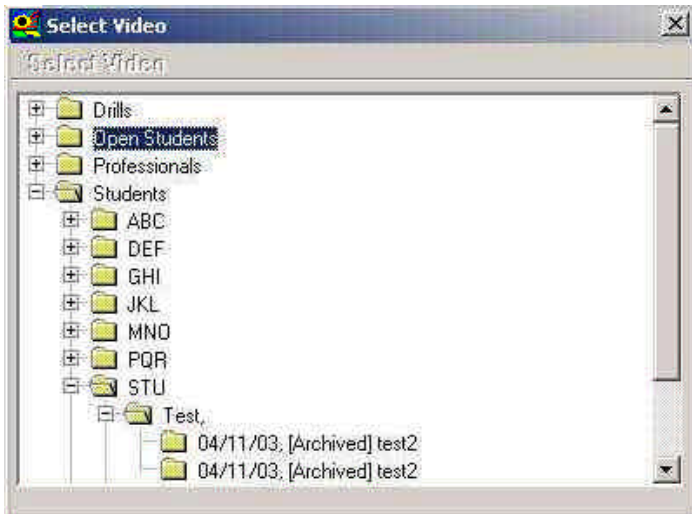 Select Video
Select Video
Drills
Open Students
Professionals
Students
ABC
DEF
GHI
JKL
MNO
PQR
STU
Test,
04/11/03, [Archived] test2
04/11/03, [Archived] test2